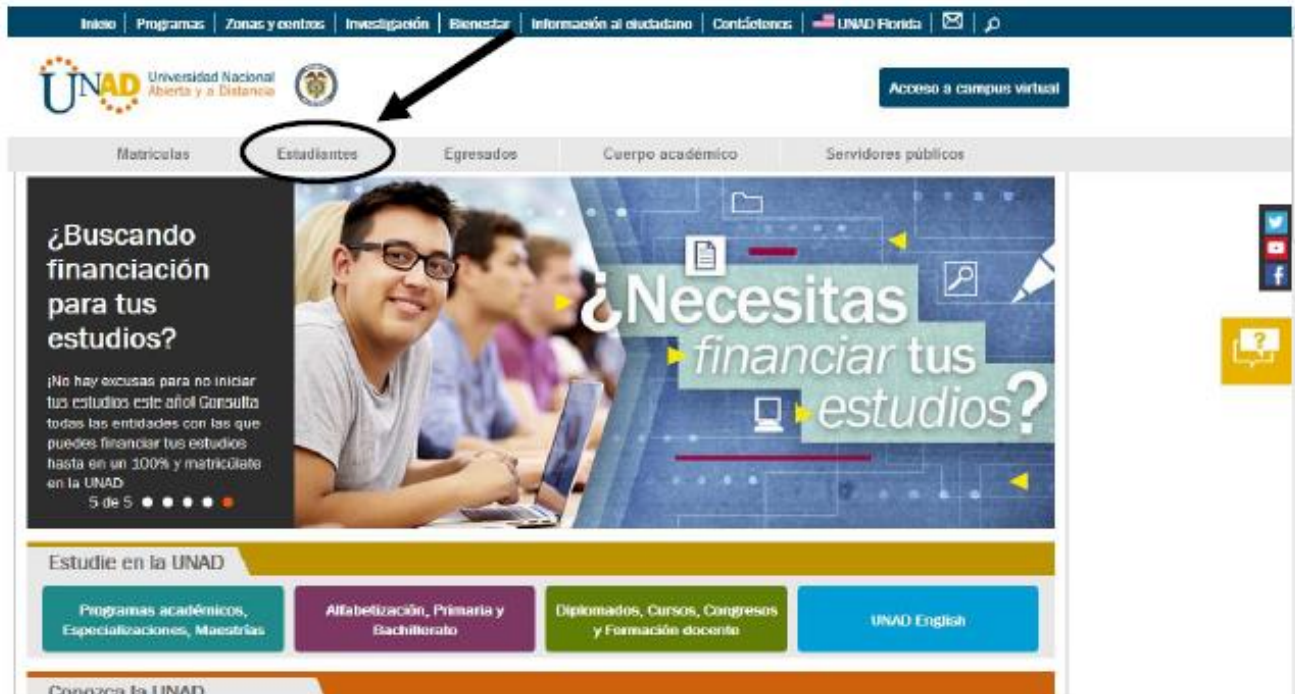 Inicio | Programas | Zonas y centros | Investigación | Bienestar | Información al ciudadano | Contáctenos | UNAD Florida
UNAD Universidad Nacional
Abierta y a Distancia
Acceso a campus virtual
Matrículas Estudiantes Egresados Cuerpo académico Servidores públicos
¿Buscando
financiación
para tus
estudios?
¡No hay excusas para no iniciar
tus estudios este año! Consulta
todas las entidades con las que
puedes financiar tus estudios
hasta en un 100% y matricúlate
en la UNAD
5 de 5
¿Necesitas
financiar tus
estudios?
Estudie en la UNAD
Programas académicos,
Especializaciones, Maestrías
Alfabetización, Primaria y
Bachillerato
Diplomados, Cursos, Congresos
y Formación docente
UNAD English
Conozca la UNAD